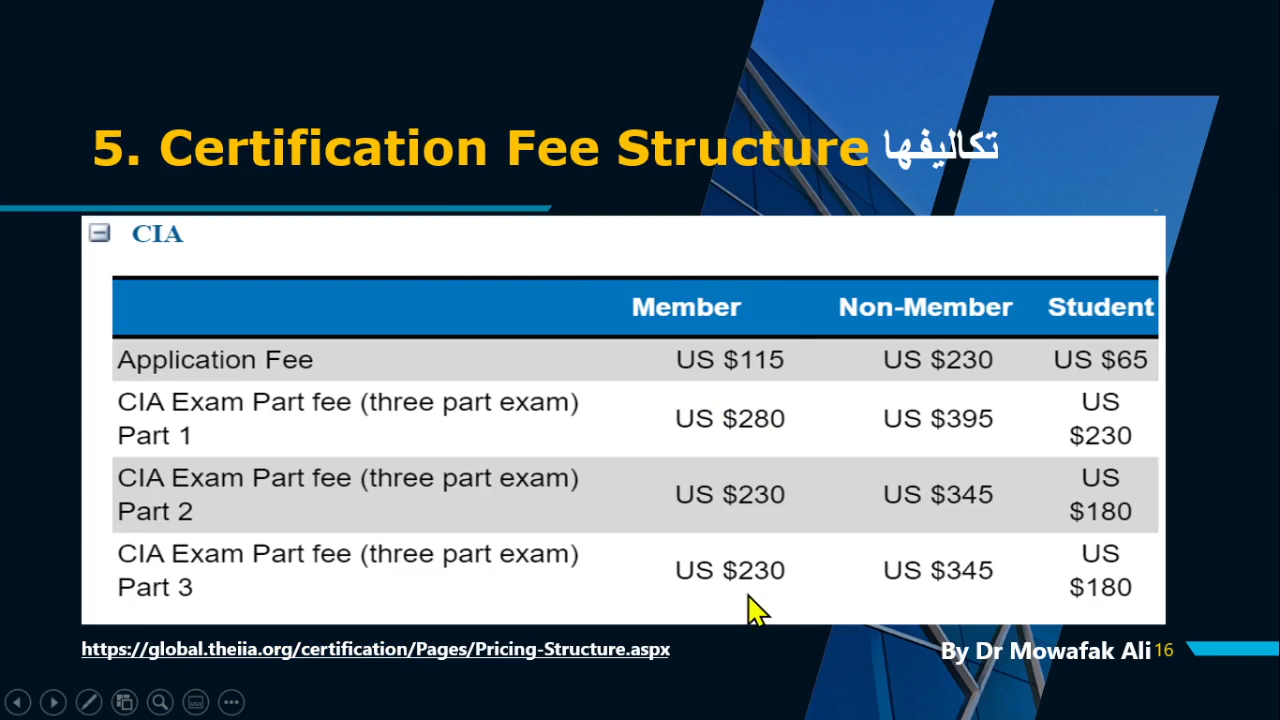 5. Certification Fee Structure تكاليفها
CIA
Member Non-Member Student
Application Fee US $115 US $230 US $65
CIA Exam Part fee (three part exam)
Part 1 US $280 US $395 US $230
CIA Exam Part fee (three part exam)
Part 2 US $230 US $345 US $180
CIA Exam Part fee (three part exam)
Part 3 US $230 US $345 US $180
https://global.theiia.org/certification/Pages/Pricing-Structure.aspx
By Dr Mowafak Ali 16